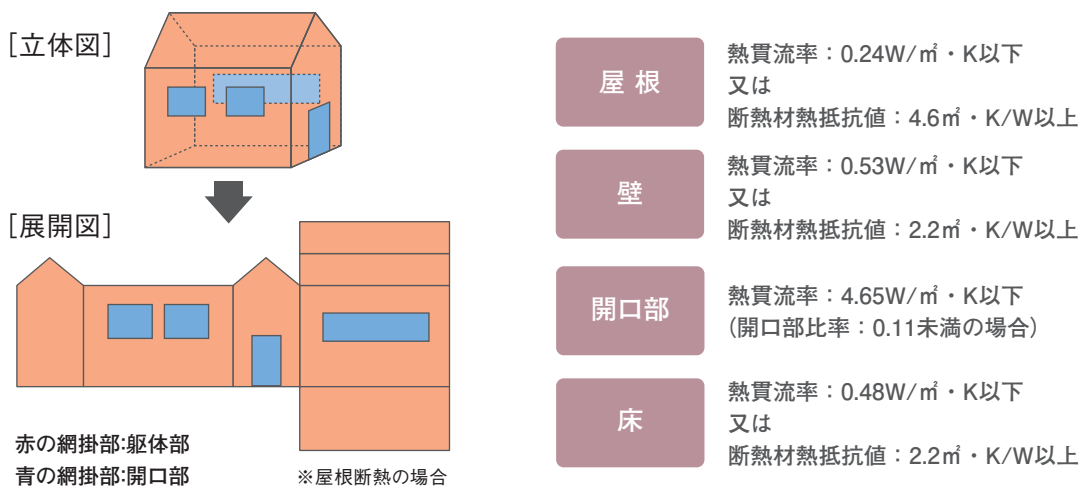 [立体図]
[展開図]
赤の網掛部:躯体部
青の網掛部:開口部
※屋根断熱の場合
屋 根
熱貫流率：0.24W/㎡・K以下
又は
断熱材熱抵抗値：4.6㎡・K/W以上
壁
熱貫流率：0.53W/㎡・K以下
又は
断熱材熱抵抗値：2.2㎡・K/W以上
開口部
熱貫流率：4.65W/㎡・K以下
(開口部比率：0.11未満の場合)
床
熱貫流率：0.48W/㎡・K以下
又は
断熱材熱抵抗値：2.2㎡・K/W以上